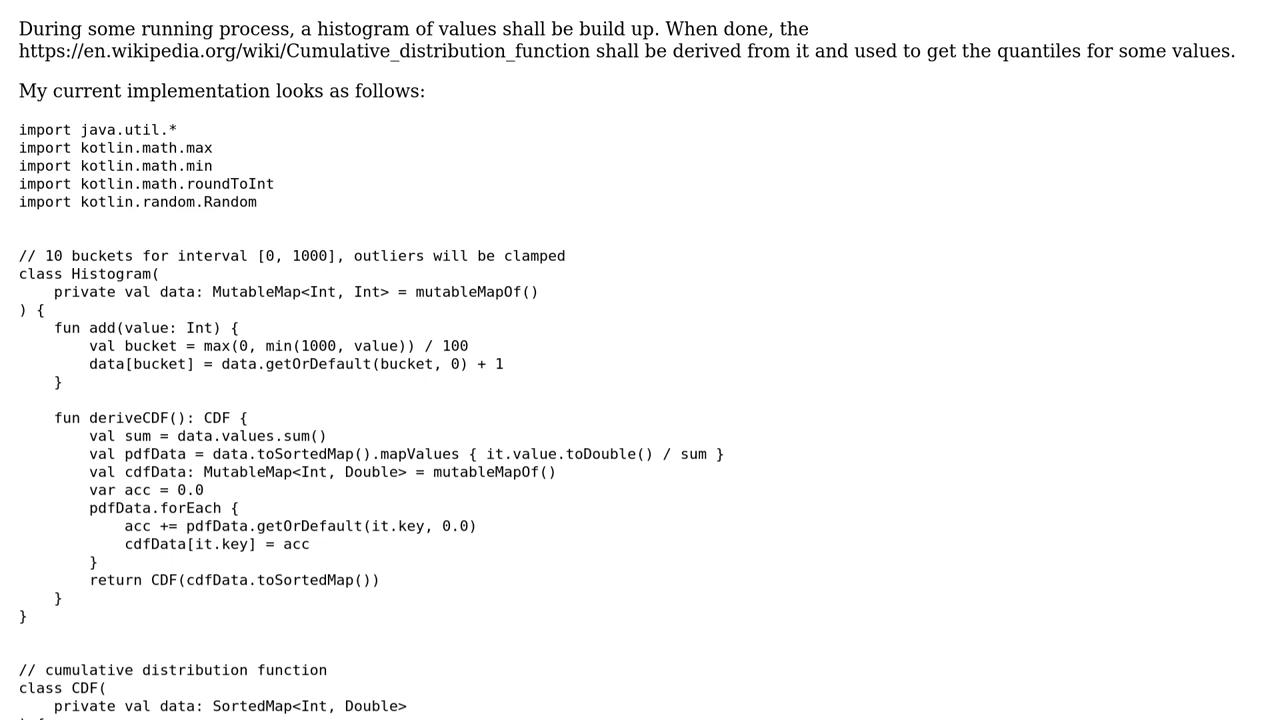 During some running process, a histogram of values shall be build up. When done, the
https://en.wikipedia.org/wiki/Cumulative_distribution_function shall be derived from it and used to get the quantiles for some values.
My current implementation looks as follows:
import java.util.*
import kotlin.math.max
import kotlin.math.min
import kotlin.math.roundToInt
import kotlin.random.Random
// 10 buckets for interval [0, 1000], outliers will be clamped
class Histogram(
    private val data: MutableMap<Int, Int> = mutableMapOf()
) {
    fun add(value: Int) {
        val bucket = max(0, min(1000, value)) / 100
        data[bucket] = data.getOrDefault(bucket, 0) + 1
    }
    fun deriveCDF(): CDF {
        val sum = data.values.sum()
        val pdfData = data.toSortedMap().mapValues { it.value.toDouble() / sum }
        val cdfData: MutableMap<Int, Double> = mutableMapOf()
        var acc = 0.0
        pdfData.forEach {
            acc += pdfData.getOrDefault(it.key, 0.0)
            cdfData[it.key] = acc
        }
        return CDF(cdfData.toSortedMap())
    }
}
// cumulative distribution function
class CDF(
    private val data: SortedMap<Int, Double>